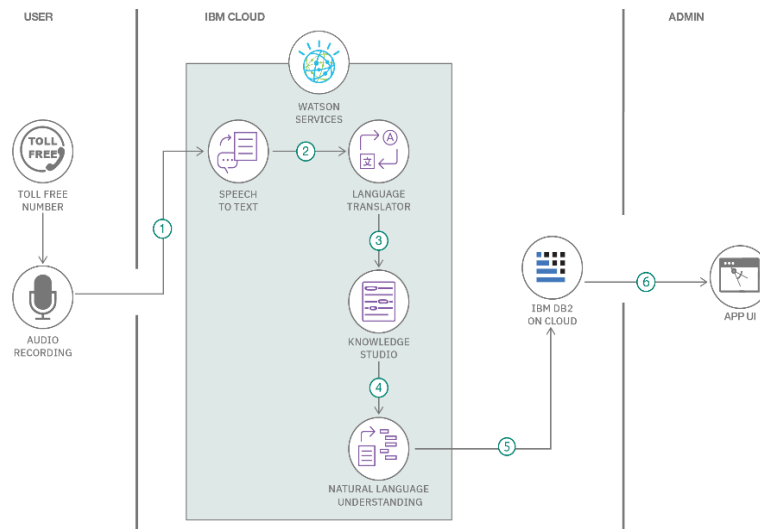 USER
IBM CLOUD
ADMIN
WATSON
SERVICES
TOLL
FREE
TOLL FREE
NUMBER
SPEECH
TO TEXT
2
A
文
LANGUAGE
TRANSLATOR
1
3
AUDIO
RECORDING
KNOWLEDGE
STUDIO
IBM DB2
ON CLOUD
6
APP UI
4
NATURAL LANGUAGE
UNDERSTANDING
5